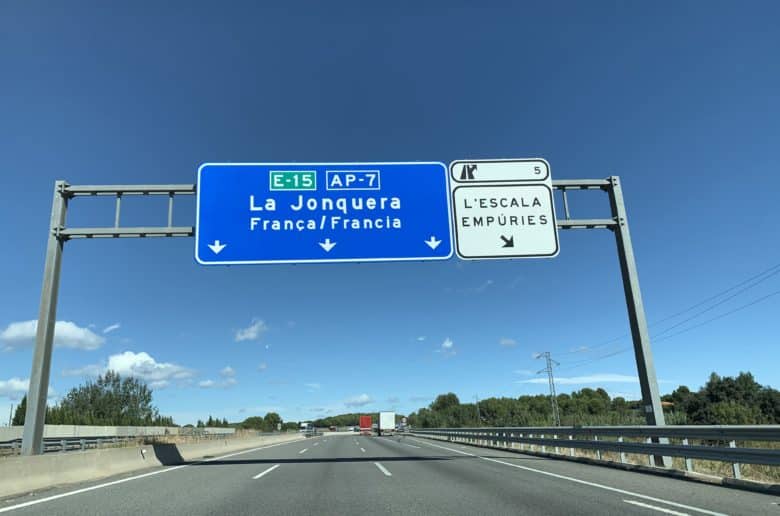 E-15 AP-7
La Jonquera
França/Francia
5
L'ESCALA
EMPÚRIES